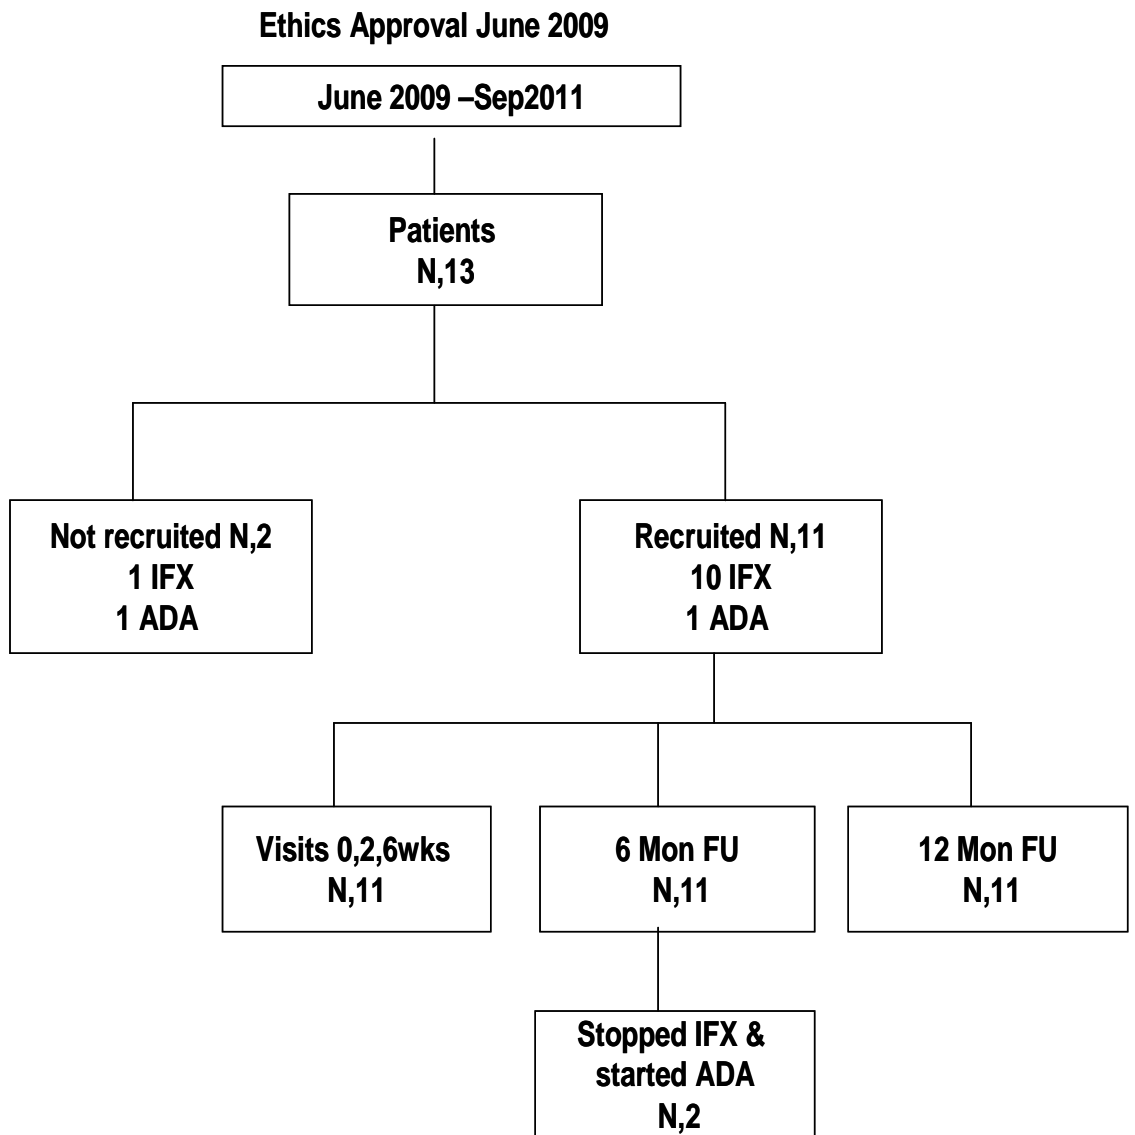 Ethics Approval June 2009
June 2009 –Sep2011
Patients
N,13
Not recruited N,2
1 IFX
1 ADA
Recruited N,11
10 IFX
1 ADA
Visits 0,2,6wks
N,11
6 Mon FU
N,11
12 Mon FU
N,11
Stopped IFX &
started ADA
N,2